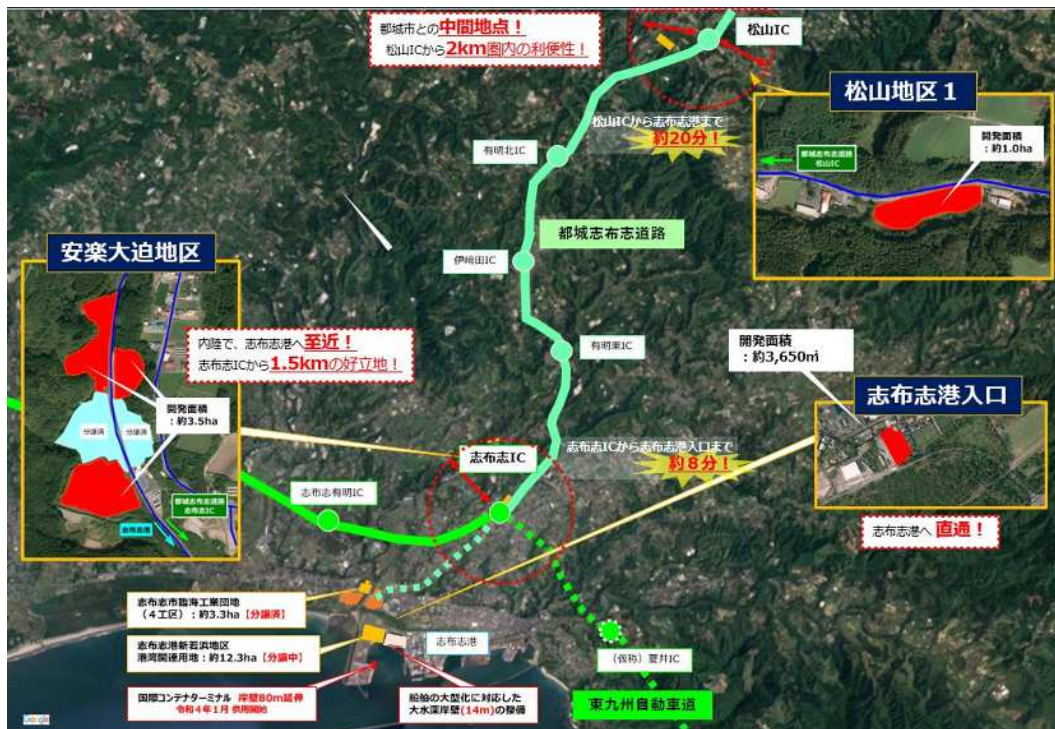 都城市との中間地点！
松山ICから2km圏内の利便性！
松山IC
松山地区１
開発面積
：約1.0ha
都城志布志道路
松山IC
松山ICから志布志港まで
約20分！
有明北IC
都城志布志道路
伊﨑田IC
有明東IC
安楽大迫地区
内陸で、志布志港へ至近！
志布志ICから1.5kmの好立地！
開発面積
：約3.5ha
分譲済
分譲済
都城志布志道路
志布志IC
志布志港
開発面積
：約3,650㎡
志布志港入口
志布志港へ 直通！
志布志ICから志布志港入口まで
約８分！
志布志IC
志布志有明IC
志布志市臨海工業団地
（４工区）：約3.3ha【分譲済】
志布志港新若浜地区
港湾関連用地：約12.3ha【分譲中】
国際コンテナターミナル 岸壁80m延伸
令和４年１月 供用開始
志布志港
船舶の大型化に対応した
大水深岸壁(14m)の整備
（仮称）夏井IC
東九州自動車道
Google